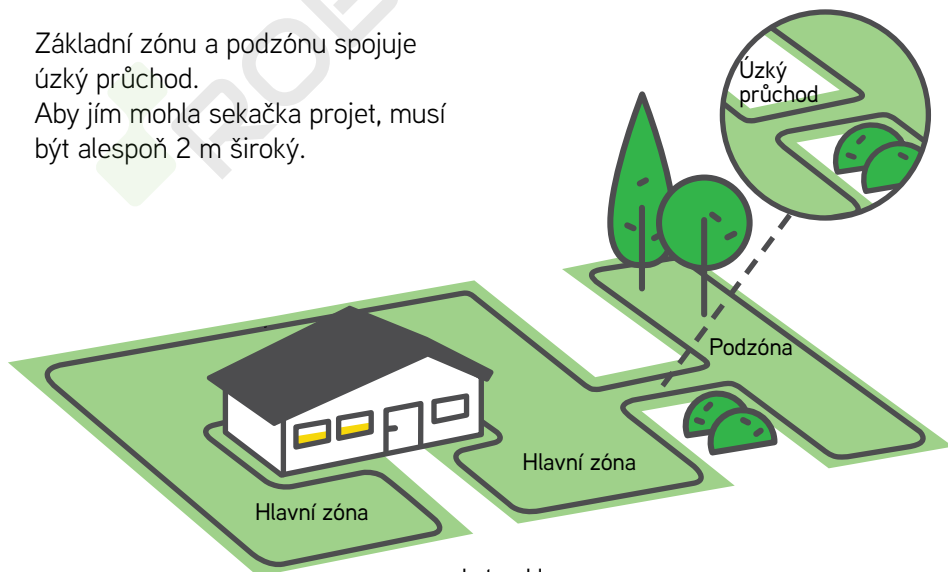 Základní zónu a podzónu spojuje
úzký průchod.
Aby jím mohla sekačka projet, musí
být alespoň 2 m široký.
Úzký
průchod
Podzóna
Hlavní zóna
Hlavní zóna